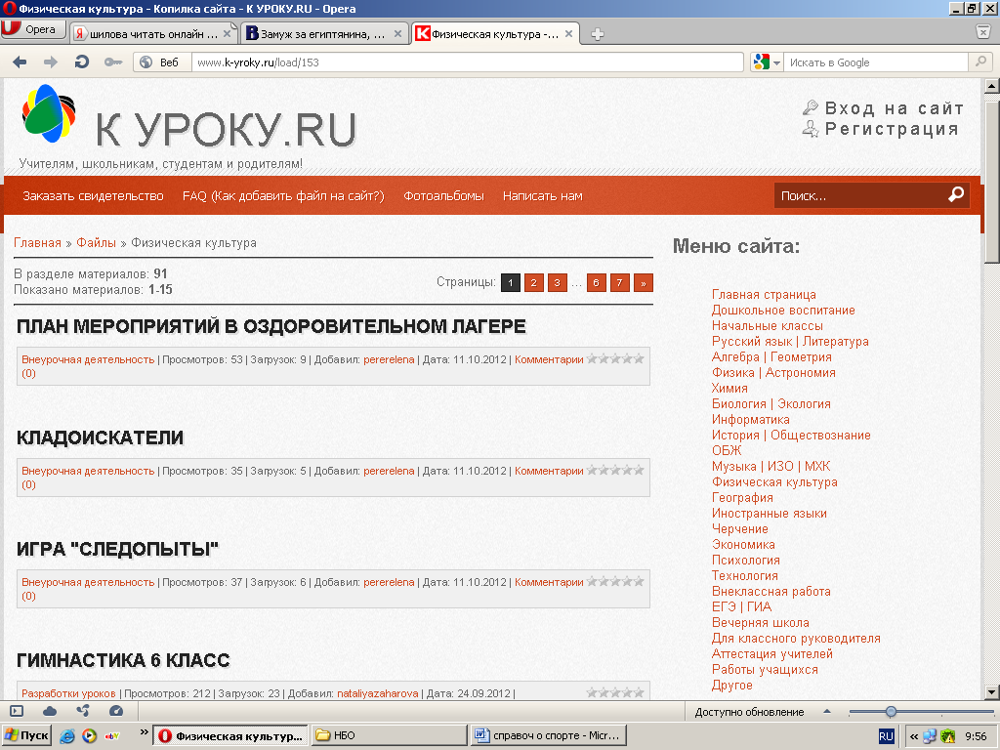 Физическая культура - Копилка сайта - К УРОКУ.RU - Opera
Opera
шилова читать онлайн ...
Замуж за египтянина, ...
Физическая культура -...
Веб
www.k-yroky.ru/load/153
Искать в Google
К УРОКУ.RU
Учителям, школьникам, студентам и родителям!
Вход на сайт
Регистрация
Заказать свидетельство
FAQ (Как добавить файл на сайт?)
Фотоальбомы
Написать нам
Поиск...
Главная » Файлы » Физическая культура
В разделе материалов: 91
Показано материалов: 1-15
Страницы: 1 2 3 ... 6 7 »
ПЛАН МЕРОПРИЯТИЙ В ОЗДОРОВИТЕЛЬНОМ ЛАГЕРЕ
Внеурочная деятельность | Просмотров: 53 | Загрузок: 9 | Добавил: pererelena | Дата: 11.10.2012 | Комментарии
(0)
КЛАДОИСКАТЕЛИ
Внеурочная деятельность | Просмотров: 35 | Загрузок: 5 | Добавил: pererelena | Дата: 11.10.2012 | Комментарии
(0)
ИГРА "СЛЕДОПЫТЫ"
Внеурочная деятельность | Просмотров: 37 | Загрузок: 6 | Добавил: pererelena | Дата: 11.10.2012 | Комментарии
(0)
ГИМНАСТИКА 6 КЛАСС
Разработки уроков | Просмотров: 212 | Загрузок: 23 | Добавил: nataliyazaharova | Дата: 24.09.2012 |
Меню сайта:
Главная страница
Дошкольное воспитание
Начальные классы
Русский язык | Литература
Алгебра | Геометрия
Физика | Астрономия
Химия
Биология | Экология
Информатика
История | Обществознание
ОБЖ
Музыка | ИЗО | МХК
Физическая культура
География
Иностранные языки
Черчение
Экономика
Психология
Технология
Внеклассная работа
ЕГЭ | ГИА
Вечерняя школа
Для классного руководителя
Аттестация учителей
Работы учащихся
Другое
Доступно обновление
Пуск
»
Физическая культур...
НБО
справоч о спорте - Micr...
RU
«
9:56